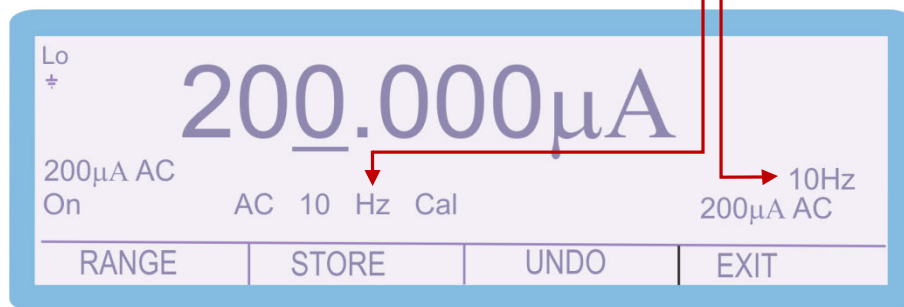 Lo
200.000µA
200µA AC
10Hz
On
AC 10 Hz Cal
200µA AC
RANGE STORE UNDO EXIT